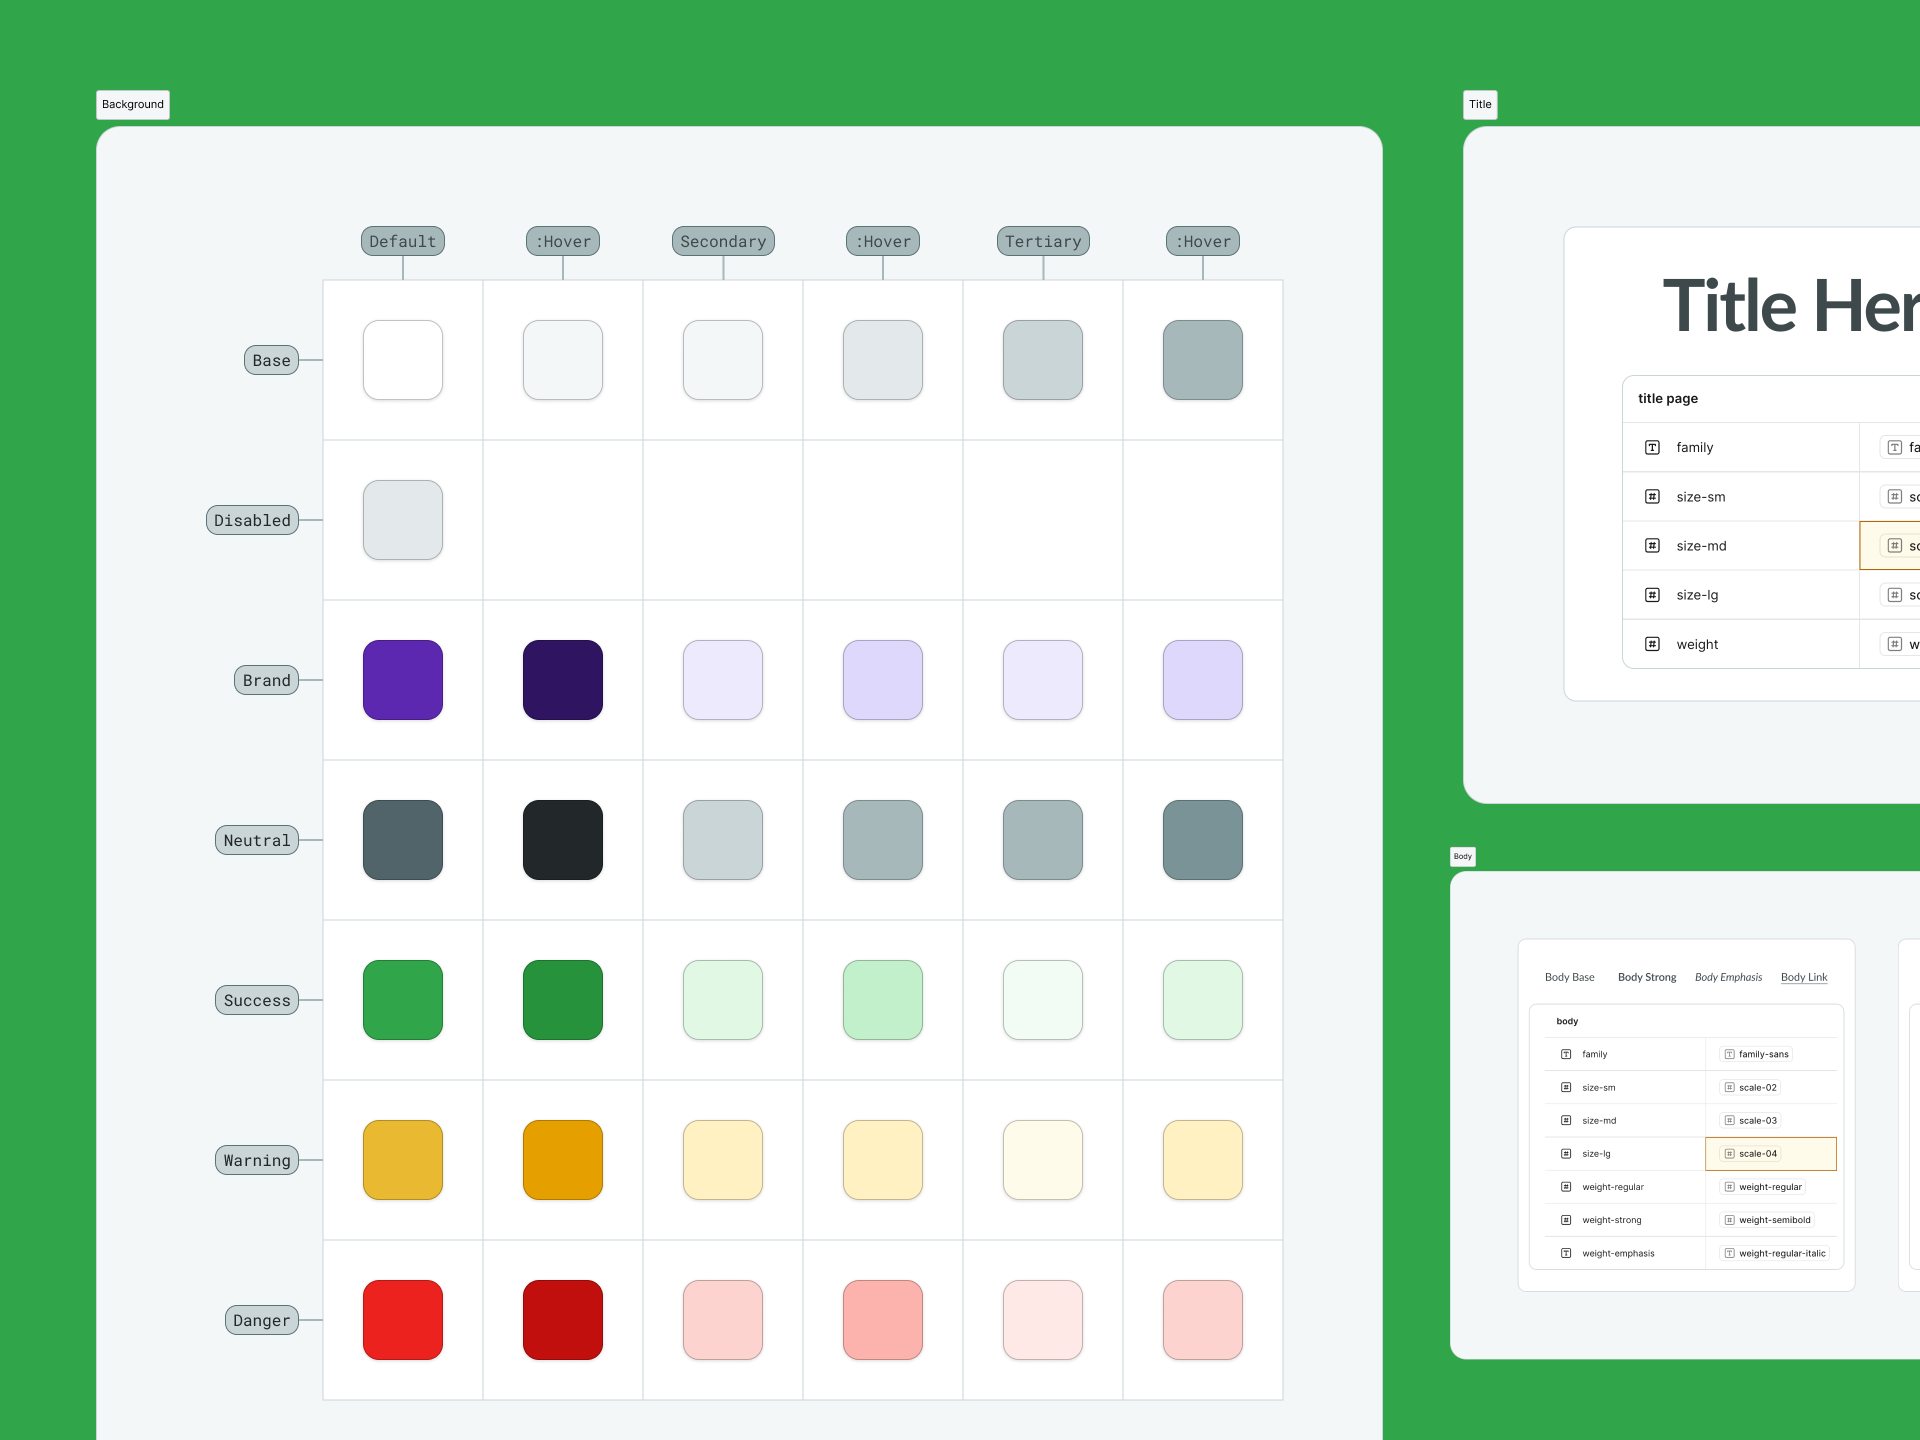 Background
Default :Hover Secondary :Hover Tertiary :Hover
Base
Disabled
Brand
Neutral
Success
Warning
Danger
Title
Title Her
title page
family fa
size-sm sc
size-md sc
size-lg sc
weight w
Body
Body Base Body Strong Body Emphasis Body Link
body
family family-sans
size-sm scale-02
size-md scale-03
size-lg scale-04
weight-regular weight-regular
weight-strong weight-semibold
weight-emphasis weight-regular-italic